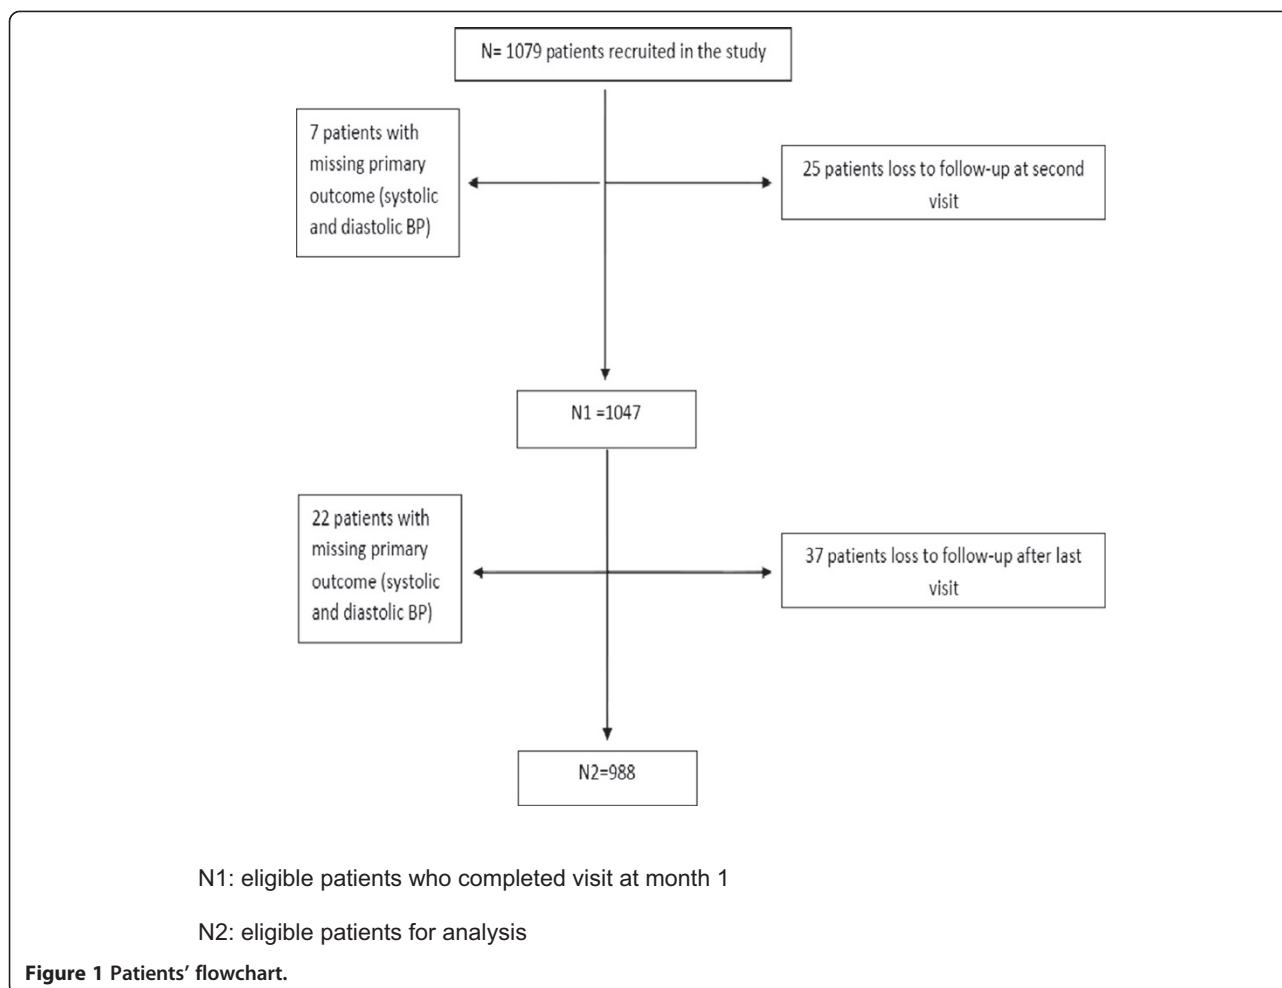 N= 1079 patients recruited in the study
7 patients with
missing primary
outcome (systolic
and diastolic BP)
25 patients loss to follow-up at second
visit
N1 =1047
22 patients with
missing primary
outcome (systolic
and diastolic BP)
37 patients loss to follow-up after last
visit
N2=988
N1: eligible patients who completed visit at month 1
N2: eligible patients for analysis
Figure 1 Patients’ flowchart.